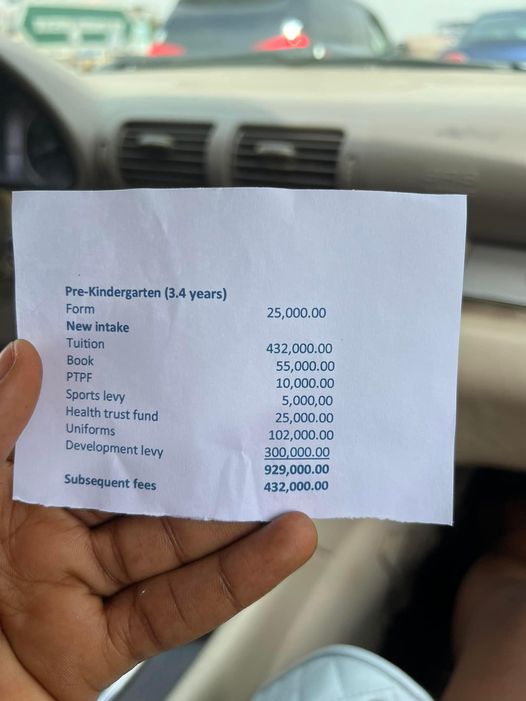 Pre-Kindergarten (3.4 years)
Form 25,000.00
New intake
Tuition 432,000.00
Book 55,000.00
PTPF 10,000.00
Sports levy 5,000,00
Health trust fund 25,000.00
Uniforms 102,000.00
Development levy 300,000.00
929,000.00
Subsequent fees 432,000.00